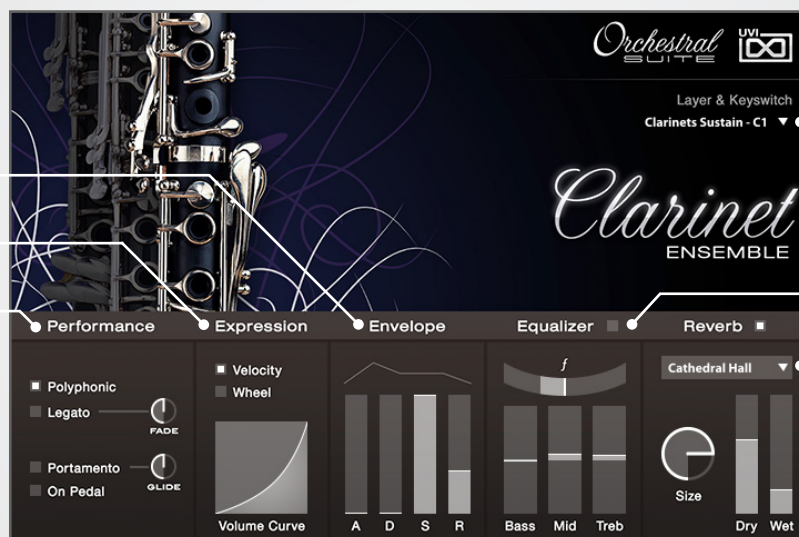 Orchestral
SUITE
UVI
Layer & Keyswitch
Clarinets Sustain - C1
Clarinet
ENSEMBLE
Performance
Expression
Envelope
Equalizer
Reverb
Polyphonic
Legato
FADE
Portamento
On Pedal
GLIDE
Velocity
Wheel
Volume Curve
A D S R
f
Bass Mid Treb
Cathedral Hall
Size
Dry Wet